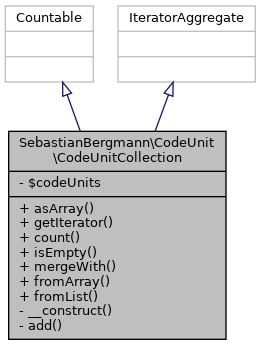 Countable
IteratorAggregate
SebastianBergmann\CodeUnit
\CodeUnitCollection
- $codeUnits
+ asArray()
+ getIterator()
+ count()
+ isEmpty()
+ mergeWith()
+ fromArray()
+ fromList()
- __construct()
- add()